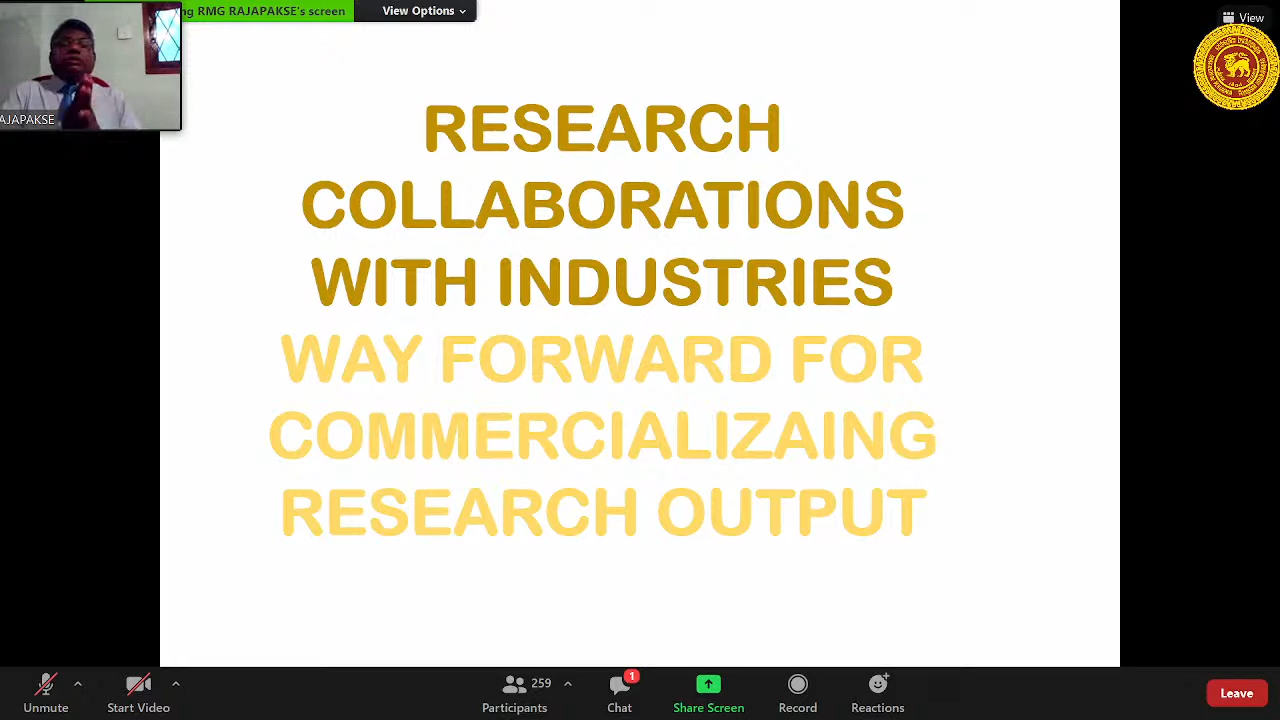 ng RMG RAJAPAKSE's screen
View Options
View
AJAPAKSE
RESEARCH
COLLABORATIONS
WITH INDUSTRIES
WAY FORWARD FOR
COMMERCIALIZAING
RESEARCH OUTPUT
Unmute
Start Video
259
Participants
1
Chat
Share Screen
Record
Reactions
Leave